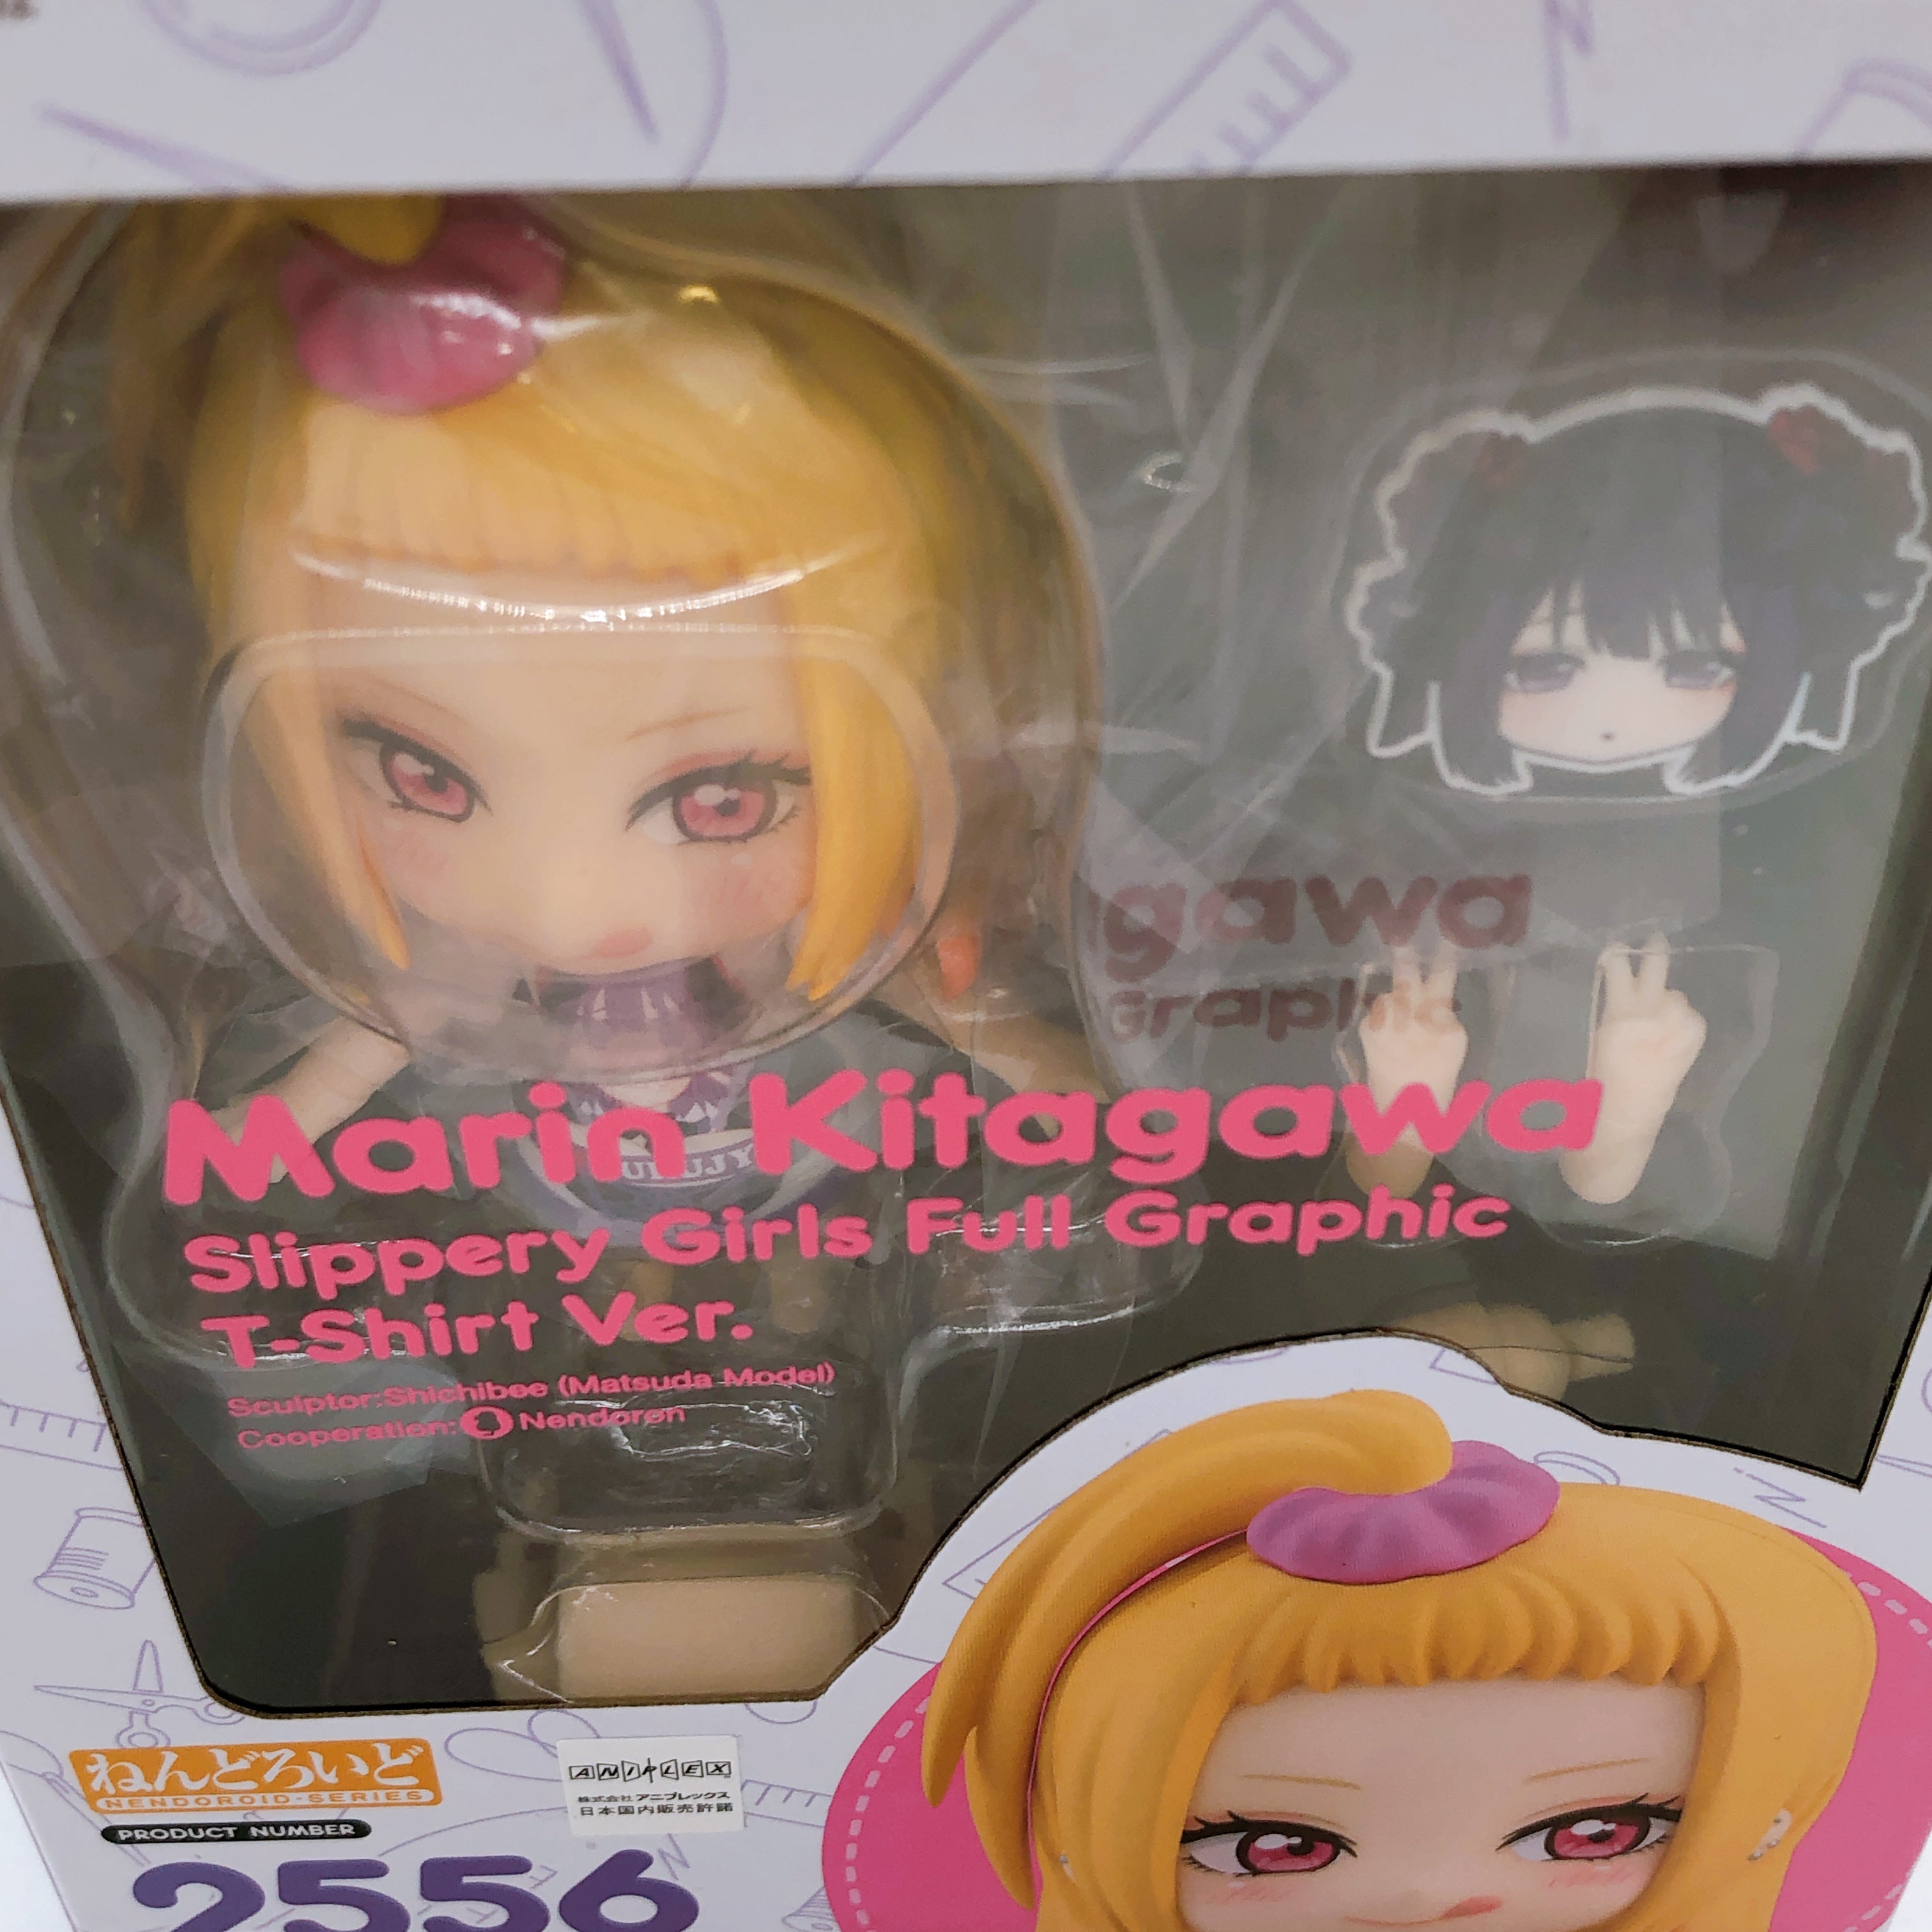 gawa
Graphic
Marin Kitagawa
Slippery Girls Full Graphic
T-Shirt Ver.
Sculptor:Shichibee (Matsuda Model)
Cooperation: Nendoron
ねんどろいど
NENDOROID-SERIES
PRODUCT NUMBER
2556
ANIPLEX
株式会社 アニプレックス
日本国内販売許諾